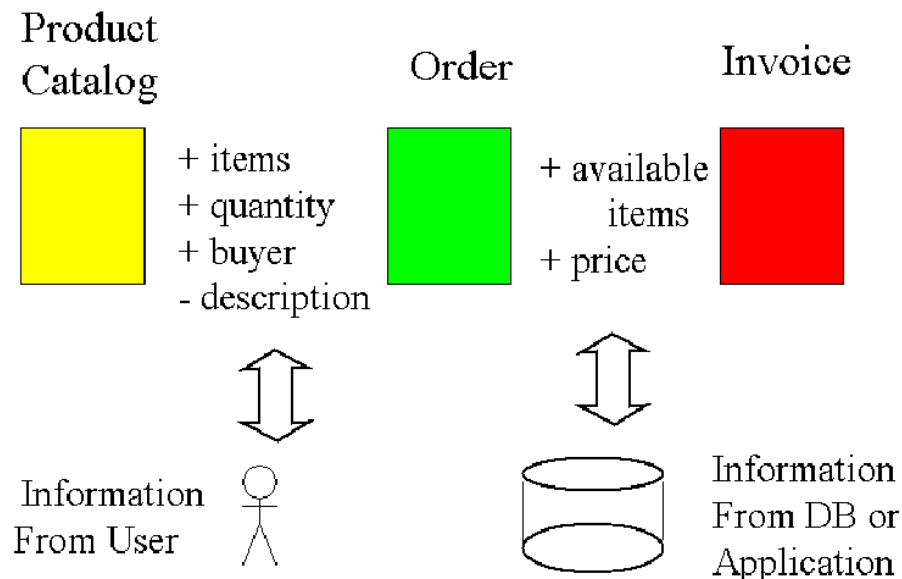 Product
Catalog
Order
Invoice
+ items
+ quantity
+ buyer
- description
+ available
items
+ price
Information
From User
Information
From DB or
Application